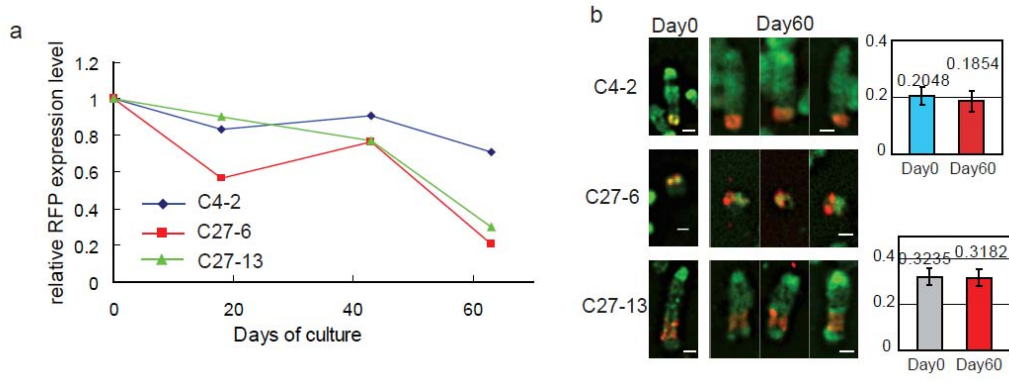 a
relative RFP expression level
1.2
1
0.8
0.6
0.4
0.2
0
C4-2
C27-6
C27-13
0 20 40 60
Days of culture
b
Day0 Day60
C4-2
C27-6
C27-13
0.4
0.2
0
0.2048
0.1854
Day0 Day60
0.4
0.2
0
0.3235
0.3182
Day0 Day60